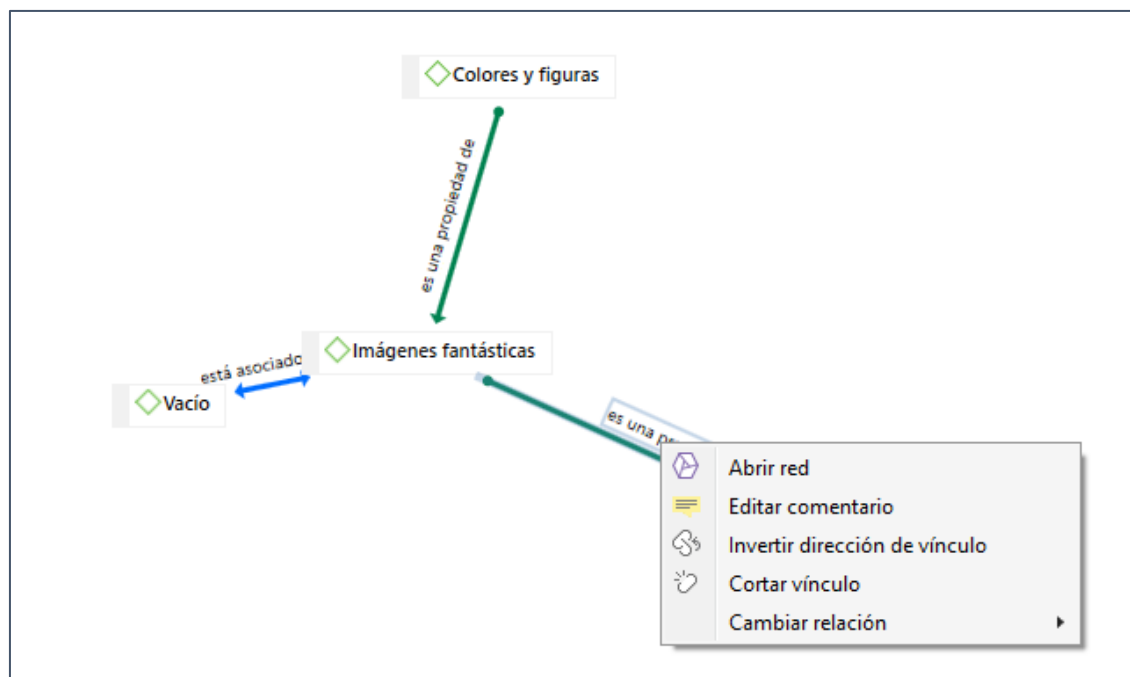 Colores y figuras
es una propiedad de
Imágenes fantásticas
está asociado
Vacío
es una
Abrir red
Editar comentario
Invertir dirección de vínculo
Cortar vínculo
Cambiar relación